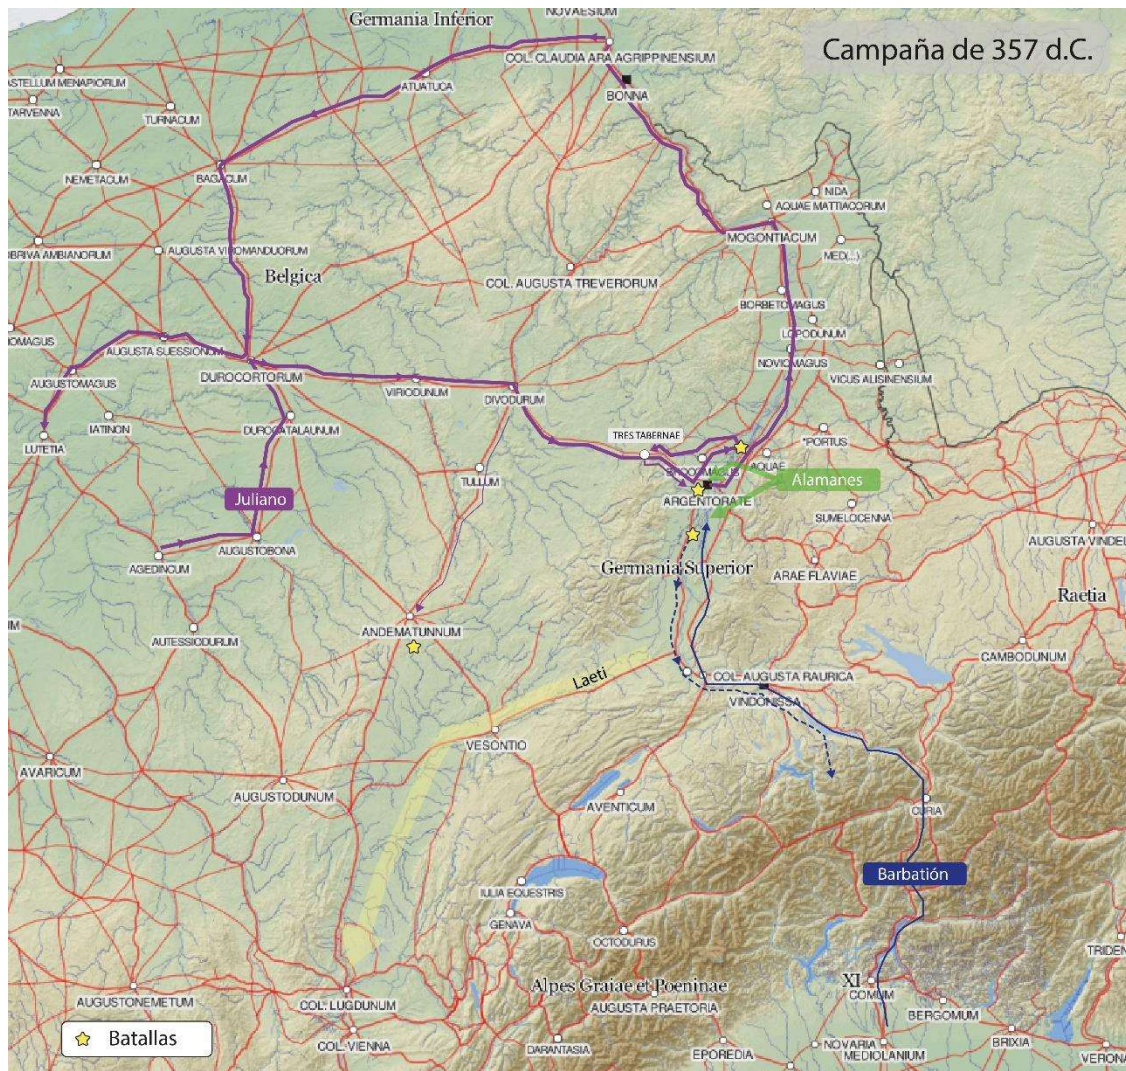 Germania Inferior
NOVAESIUM
Campaña de 357 d.C.
COL. CLAUDIA ARA AGRIPPINENSIUM
ASTELLUM MENAPIORUM
ATUATUCA
BONNA
TARVENNA
TURNACUM
NEMETACUM
BAGACUM
NIDA
AQUAE MATTIACORUM
MOGONTIACUM
MED(...)
AUGUSTA VIROMANDUORUM
BRIVA AMBIANORUM
Belgica
COL. AUGUSTA TREVERORUM
BORBETOMAGUS
LOPODUNUM
OMAGUS
AUGUSTA SUESSIONUM
NOVIOMAGUS
AUGUSTOMAGUS
DUROCORTORUM
VIRIODUNUM
DIVODURUM
VICUS ALISINENSIUM
IATINON
DUROCATALAUNUM
LUTETIA
TRES TABERNAE
*PORTUS
AQUAE
TULLUM
Alamanes
Juliano
ARGENTORATE
SUMELOCENNA
AUGUSTOBONA
AGEDINCUM
AUGUSTA VINDEL
Germania Superior
ARAE FLAVIAE
Raetia
AUTESSIODURUM
ANDEMATUNNUM
CAMBODUNUM
Laeti
COL. AUGUSTA RAURICA
VINDONISSA
VESONTIO
AVARICUM
AUGUSTODUNUM
AVENTICUM
CURIA
Barbatión
IULIA EQUESTRIS
GENAVA
OCTODURUS
TRIDEN
Alpes Graiae et Poeninae
XI
COMUM
AUGUSTONEMETUM
COL. LUGDUNUM
AUGUSTA PRAETORIA
BERGOMUM
Batallas
COL. VIENNA
DARANTASIA
EPOREDIA
NOVARIA
MEDIOLANIUM
BRIXIA
VERONA